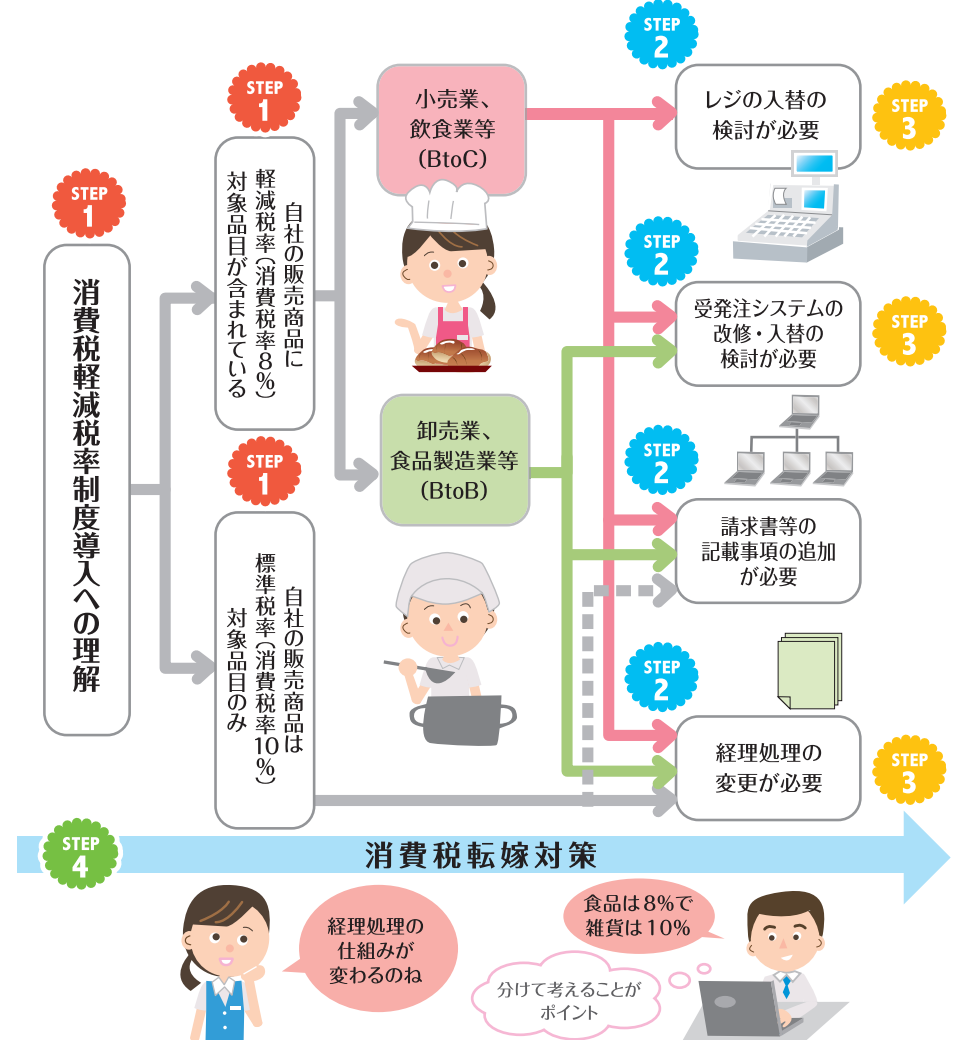 STEP
1
消費税軽減税率制度導入への理解
STEP
1
自社の販売商品に
軽減税率(消費税率8%)
対象品目が含まれている
STEP
1
自社の販売商品は
標準税率(消費税率10%)
対象品目のみ
小売業、
飲食業等
(BtoC)
卸売業、
食品製造業等
(BtoB)
STEP
2
レジの入替の
検討が必要
STEP
3
STEP
2
受発注システムの
改修・入替の
検討が必要
STEP
3
STEP
2
請求書等の
記載事項の追加
が必要
STEP
2
経理処理の
変更が必要
STEP
3
STEP
4
消費税転嫁対策
経理処理の
仕組みが
変わるのね
食品は8%で
雑貨は10%
分けて考えることが
ポイント